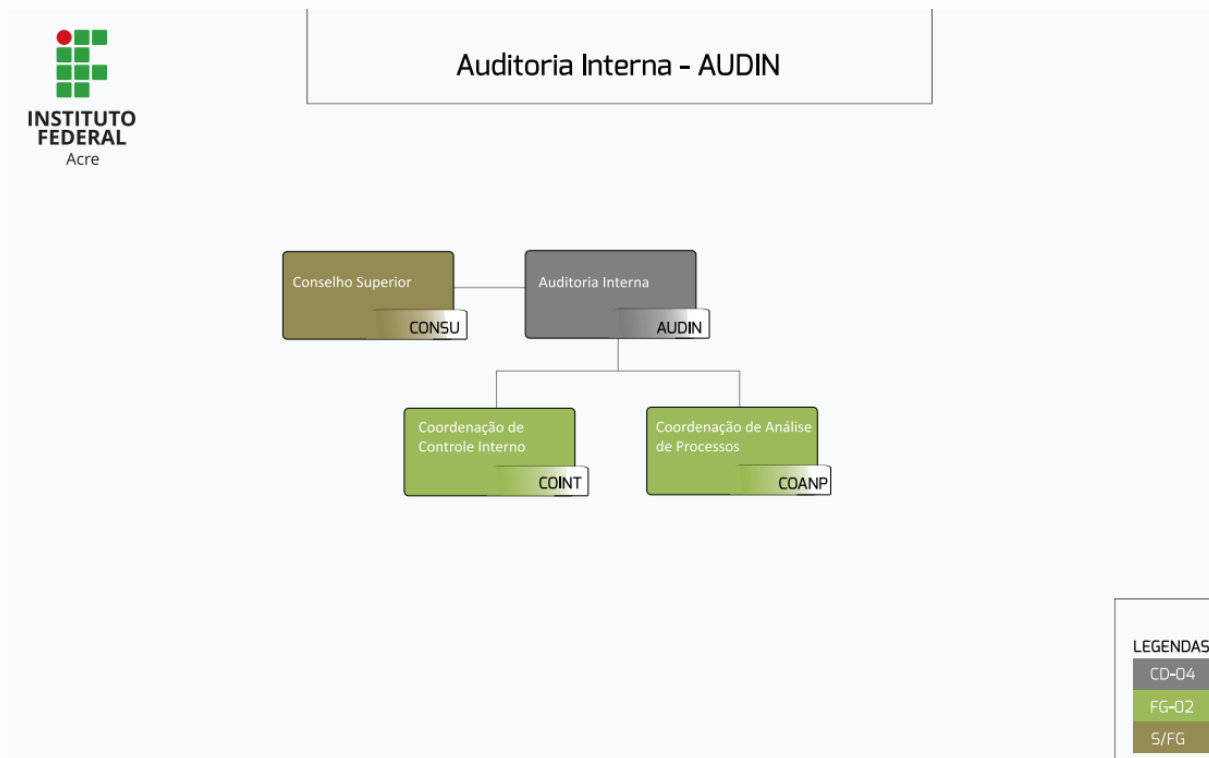 INSTITUTO
FEDERAL
Acre
Auditoria Interna - AUDIN
Conselho Superior
CONSU
Auditoria Interna
AUDIN
Coordenação de
Controle Interno
COINT
Coordenação de Análise
de Processos
COANP
LEGENDAS
CD-04
FG-02
S/FG